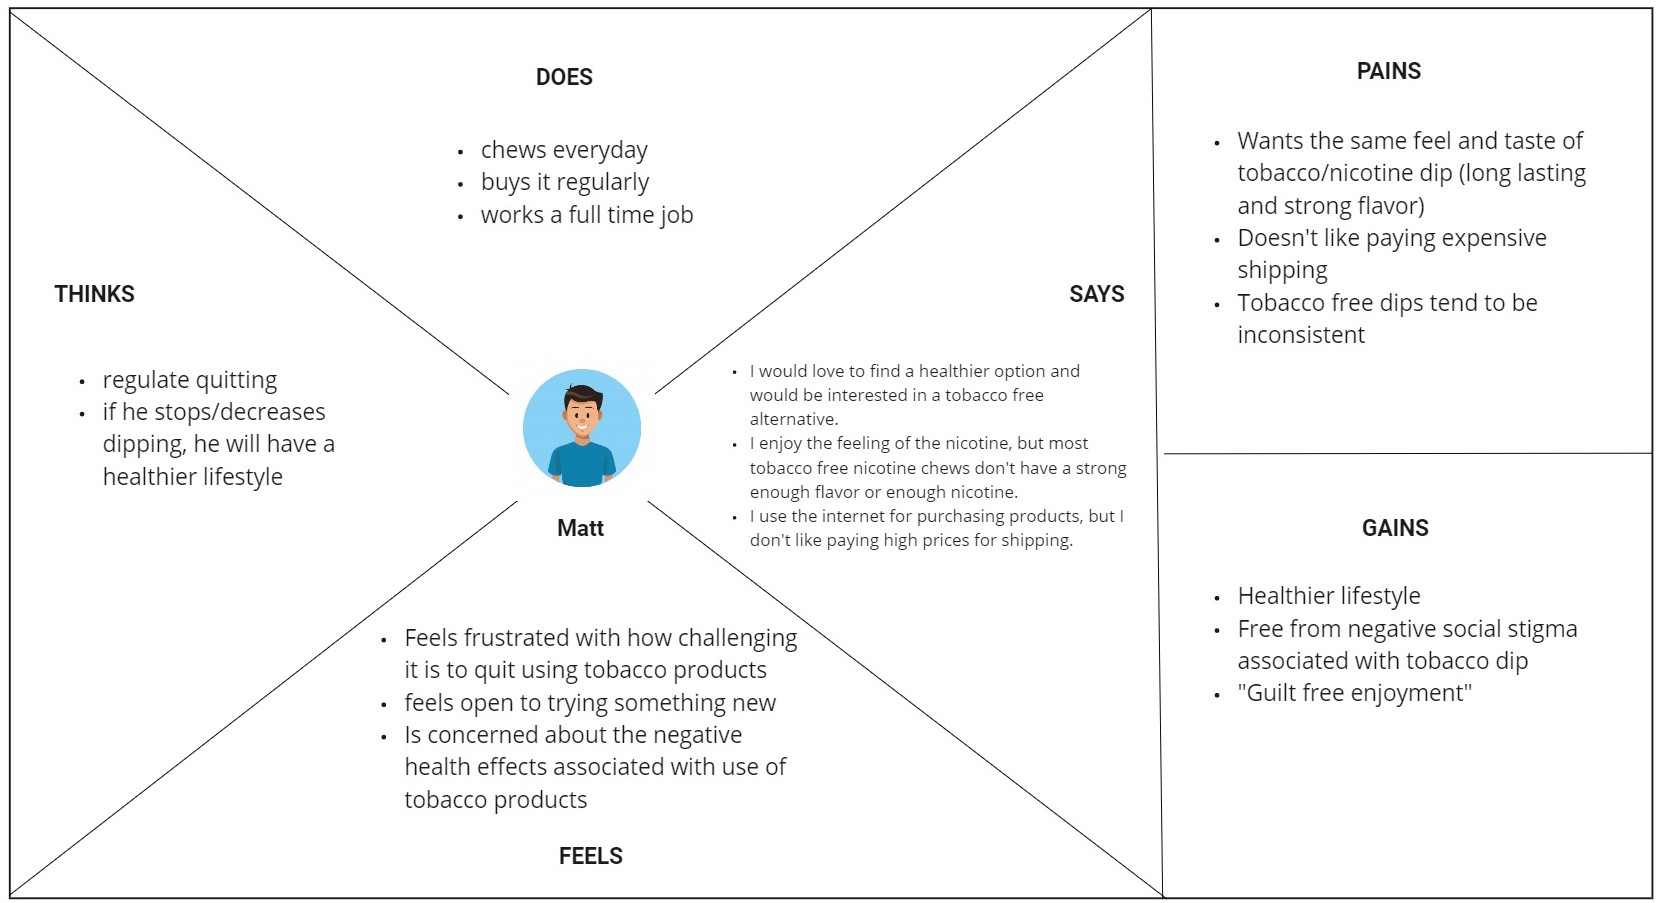 DOES
• chews everyday
• buys it regularly
• works a full time job
THINKS
• regulate quitting
• if he stops/decreases
dipping, he will have a
healthier lifestyle
SAYS
• I would love to find a healthier option and
would be interested in a tobacco free
alternative.
• I enjoy the feeling of the nicotine, but most
tobacco free nicotine chews don't have a strong
enough flavor or enough nicotine.
• I use the internet for purchasing products, but I
don't like paying high prices for shipping.
Matt
• Feels frustrated with how challenging
it is to quit using tobacco products
• feels open to trying something new
• Is concerned about the negative
health effects associated with use of
tobacco products
FEELS
PAINS
• Wants the same feel and taste of
tobacco/nicotine dip (long lasting
and strong flavor)
• Doesn't like paying expensive
shipping
• Tobacco free dips tend to be
inconsistent
GAINS
• Healthier lifestyle
• Free from negative social stigma
associated with tobacco dip
• "Guilt free enjoyment"